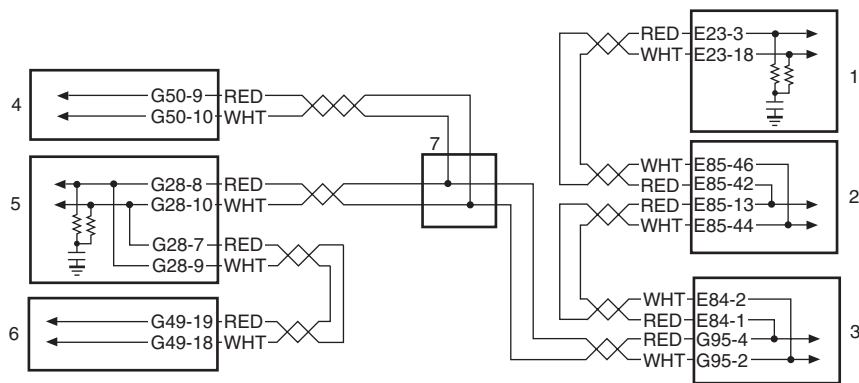 RED E23-3
WHT E23-18
1
4
G50-9 RED
G50-10 WHT
7
5
G28-8 RED
G28-10 WHT
G28-7 RED
G28-9 WHT
WHT E85-46
RED E85-42
RED E85-13
WHT E85-44
2
6
G49-19 RED
G49-18 WHT
WHT E84-2
RED E84-1
RED G95-4
WHT G95-2
3